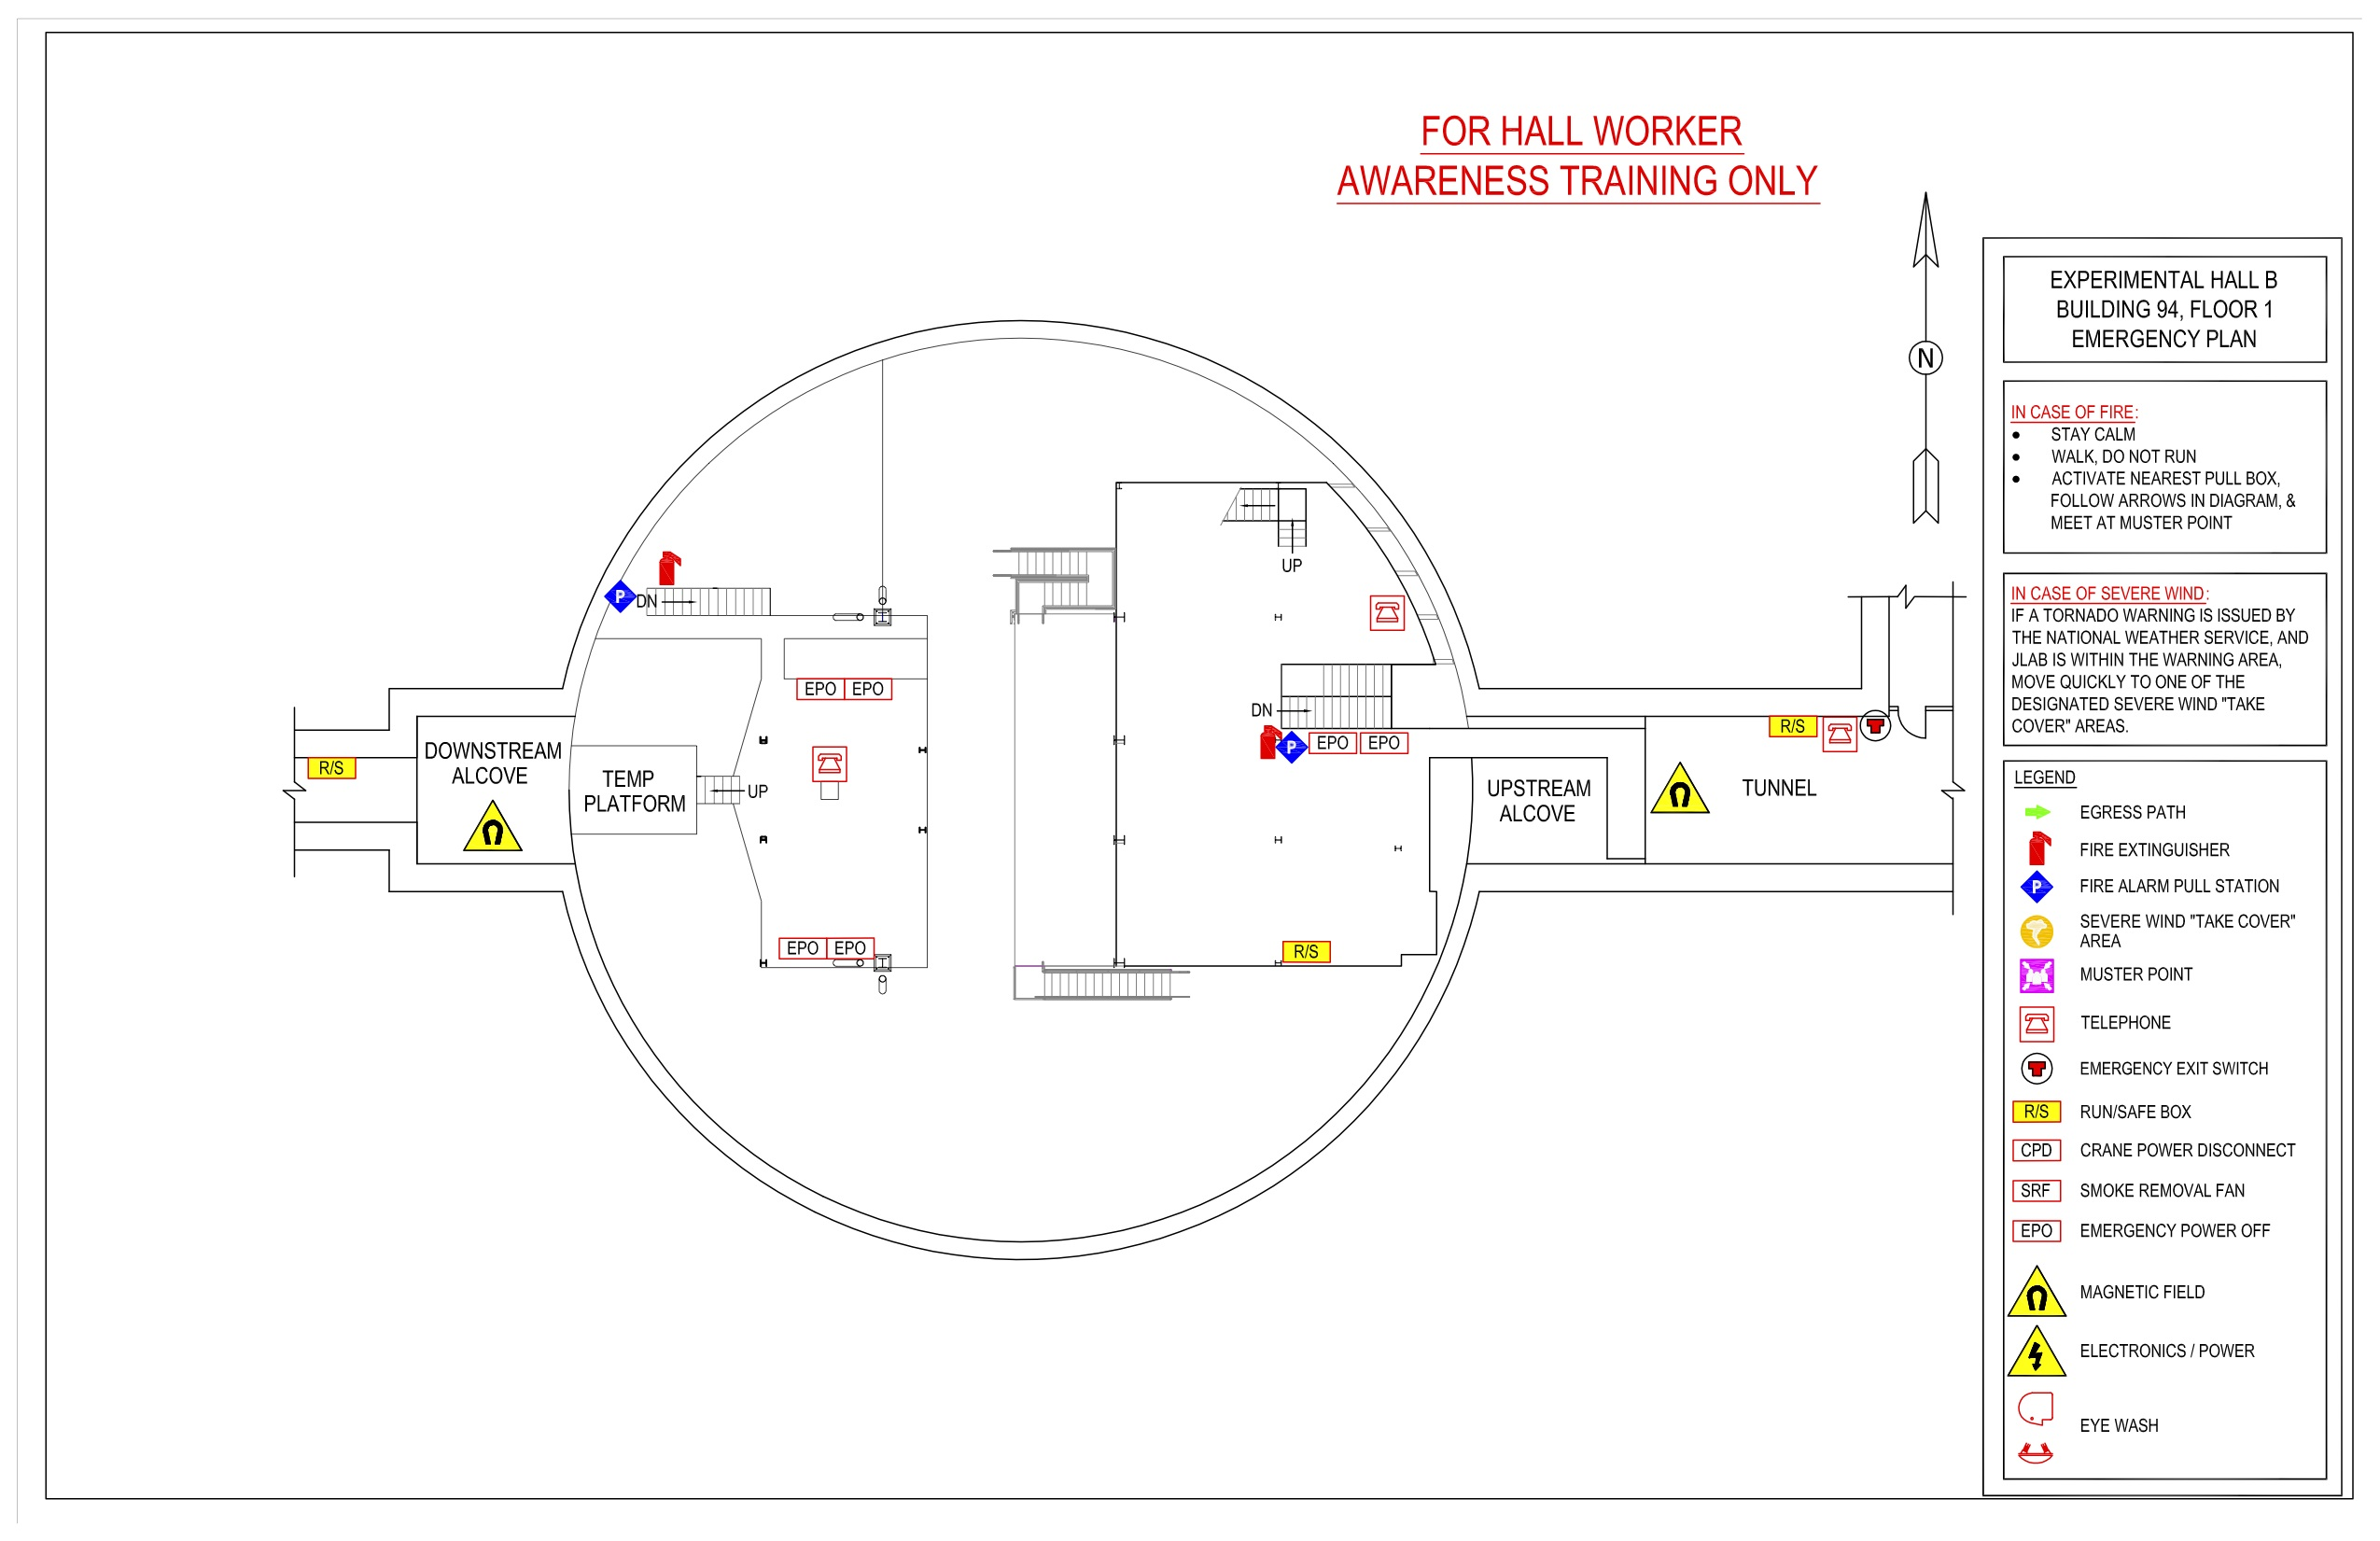 FOR HALL WORKER
AWARENESS TRAINING ONLY
N
EXPERIMENTAL HALL B
BUILDING 94, FLOOR 1
EMERGENCY PLAN
IN CASE OF FIRE:
• STAY CALM
• WALK, DO NOT RUN
• ACTIVATE NEAREST PULL BOX,
FOLLOW ARROWS IN DIAGRAM, &
MEET AT MUSTER POINT
IN CASE OF SEVERE WIND:
IF A TORNADO WARNING IS ISSUED BY
THE NATIONAL WEATHER SERVICE, AND
JLAB IS WITHIN THE WARNING AREA,
MOVE QUICKLY TO ONE OF THE
DESIGNATED SEVERE WIND "TAKE
COVER" AREAS.
LEGEND
EGRESS PATH
FIRE EXTINGUISHER
P FIRE ALARM PULL STATION
SEVERE WIND "TAKE COVER"
AREA
MUSTER POINT
TELEPHONE
EMERGENCY EXIT SWITCH
R/S RUN/SAFE BOX
CPD CRANE POWER DISCONNECT
SRF SMOKE REMOVAL FAN
EPO EMERGENCY POWER OFF
MAGNETIC FIELD
ELECTRONICS / POWER
EYE WASH
UP
P DN
EPO EPO
DN
R/S
P EPO EPO
R/S
DOWNSTREAM
ALCOVE
TEMP
PLATFORM
UP
UPSTREAM
ALCOVE
TUNNEL
EPO EPO
R/S